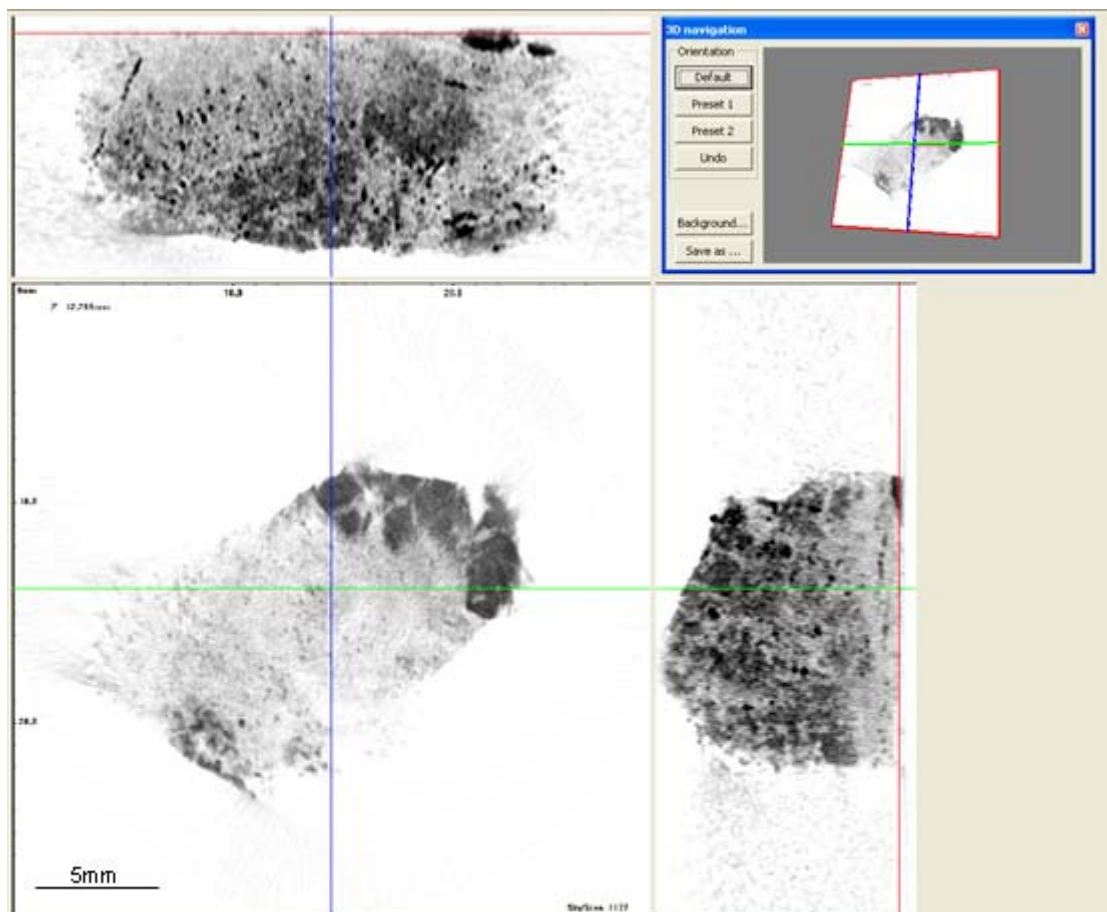 3D navigation
Orientation
Default
Preset 1
Preset 2
Undo
Background...
Save as ...
10.0
20.0
10.0
20.0
5mm